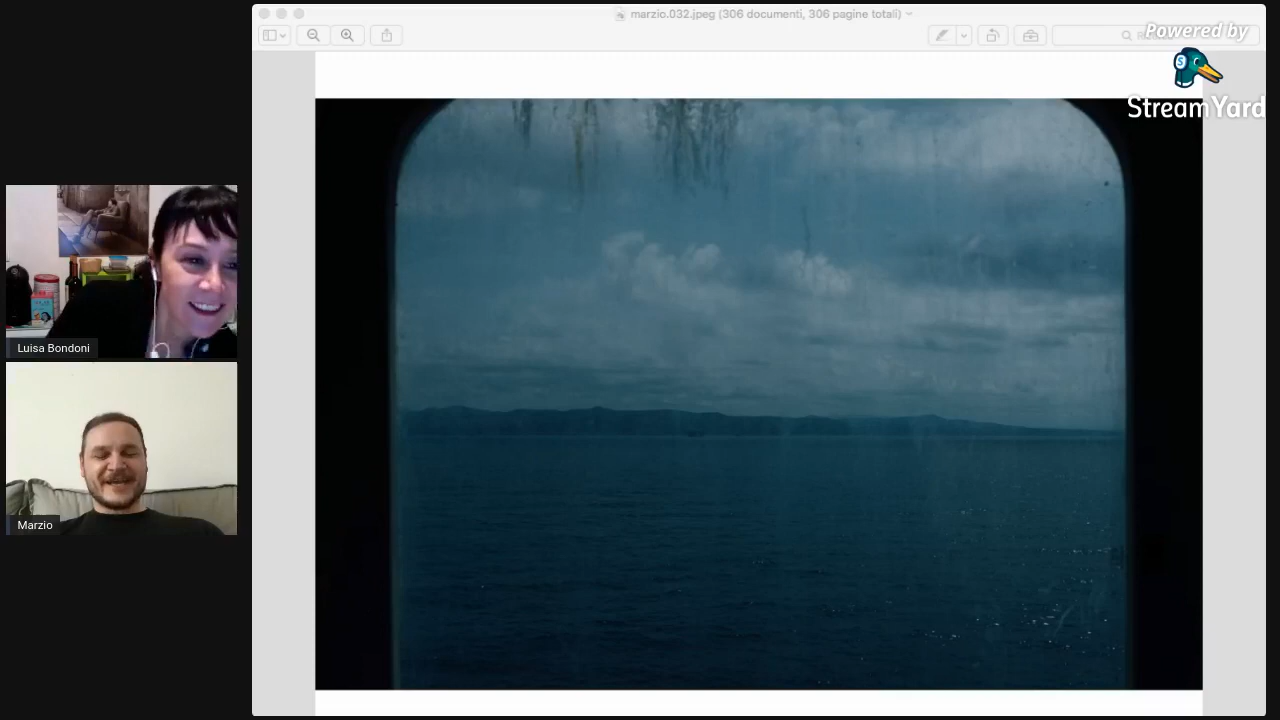 marzio.032.jpeg (306 documenti, 306 pagine totali)
Powered by
StreamYard
Luisa Bondoni
Marzio